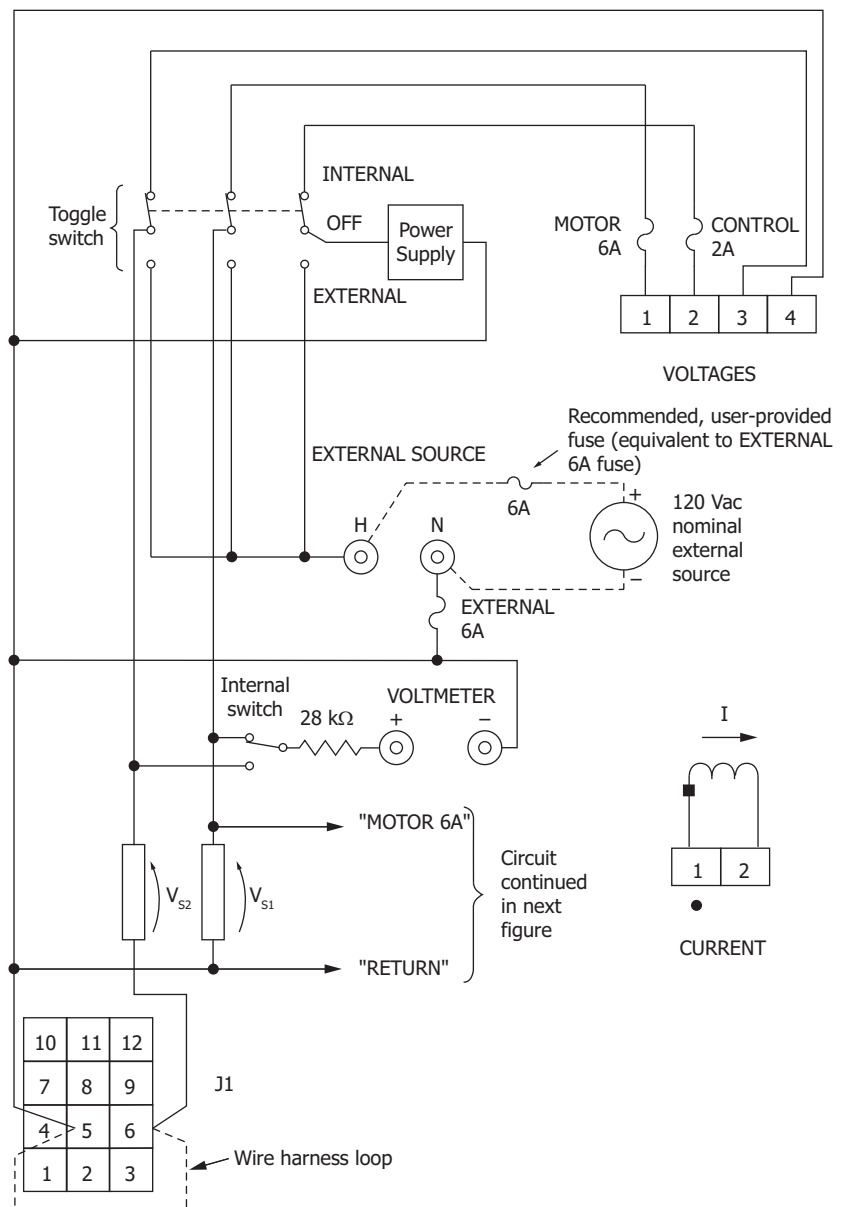 INTERNAL
Toggle
switch
OFF
Power
Supply
EXTERNAL
MOTOR
6A
CONTROL
2A
1 2 3 4
VOLTAGES
Recommended, user-provided
fuse (equivalent to EXTERNAL
6A fuse)
EXTERNAL SOURCE
6A
+
−
120 Vac
nominal
external
source
H
N
EXTERNAL
6A
Internal
switch
28 kΩ
VOLTMETER
+
−
I
1 2
CURRENT
"MOTOR 6A"
"RETURN"
Circuit
continued
in next
figure
VS2
VS1
10 11 12
7 8 9
4 5 6
1 2 3
J1
Wire harness loop